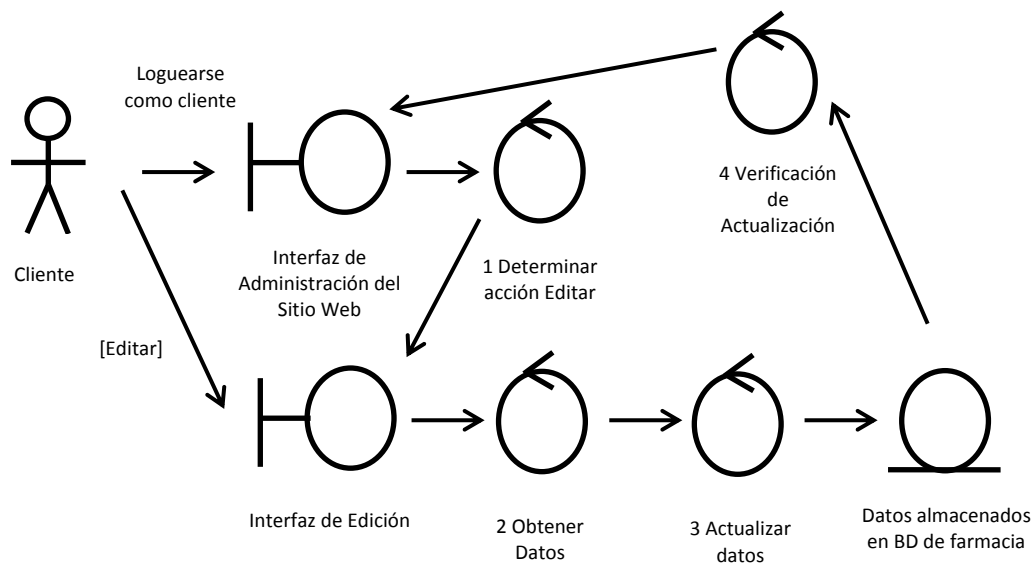 Loguearse
como cliente
Cliente
Interfaz de
Administración del
Sitio Web
1 Determinar
acción Editar
4 Verificación
de
Actualización
[Editar]
Interfaz de Edición
2 Obtener
Datos
3 Actualizar
datos
Datos almacenados
en BD de farmacia